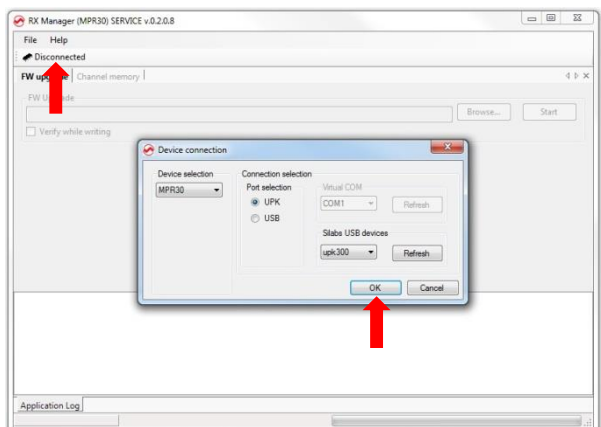 RX Manager (MPR30) SERVICE v.0.2.0.8
File Help
Disconnected
FW upgrade Channel memory
FW Upgrade
Browse... Start
Verify while writing
Device connection
Device selection Connection selection
MPR30 Port selection Virtual COM
UPK COM1 Refresh
USB
Silabs USB devices
upk300 Refresh
OK Cancel
Application Log